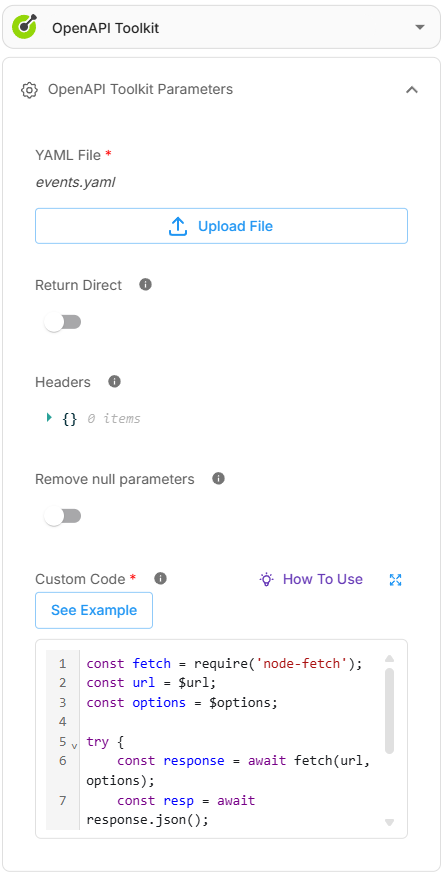 OpenAPI Toolkit
OpenAPI Toolkit Parameters
YAML File *
events.yaml
Upload File
Return Direct
Headers
{} 0 items
Remove null parameters
Custom Code *
How To Use
See Example
1 const fetch = require('node-fetch');
2 const url = $url;
3 const options = $options;
4
5 try {
6     const response = await fetch(url,
options);
7     const resp = await
response.json();